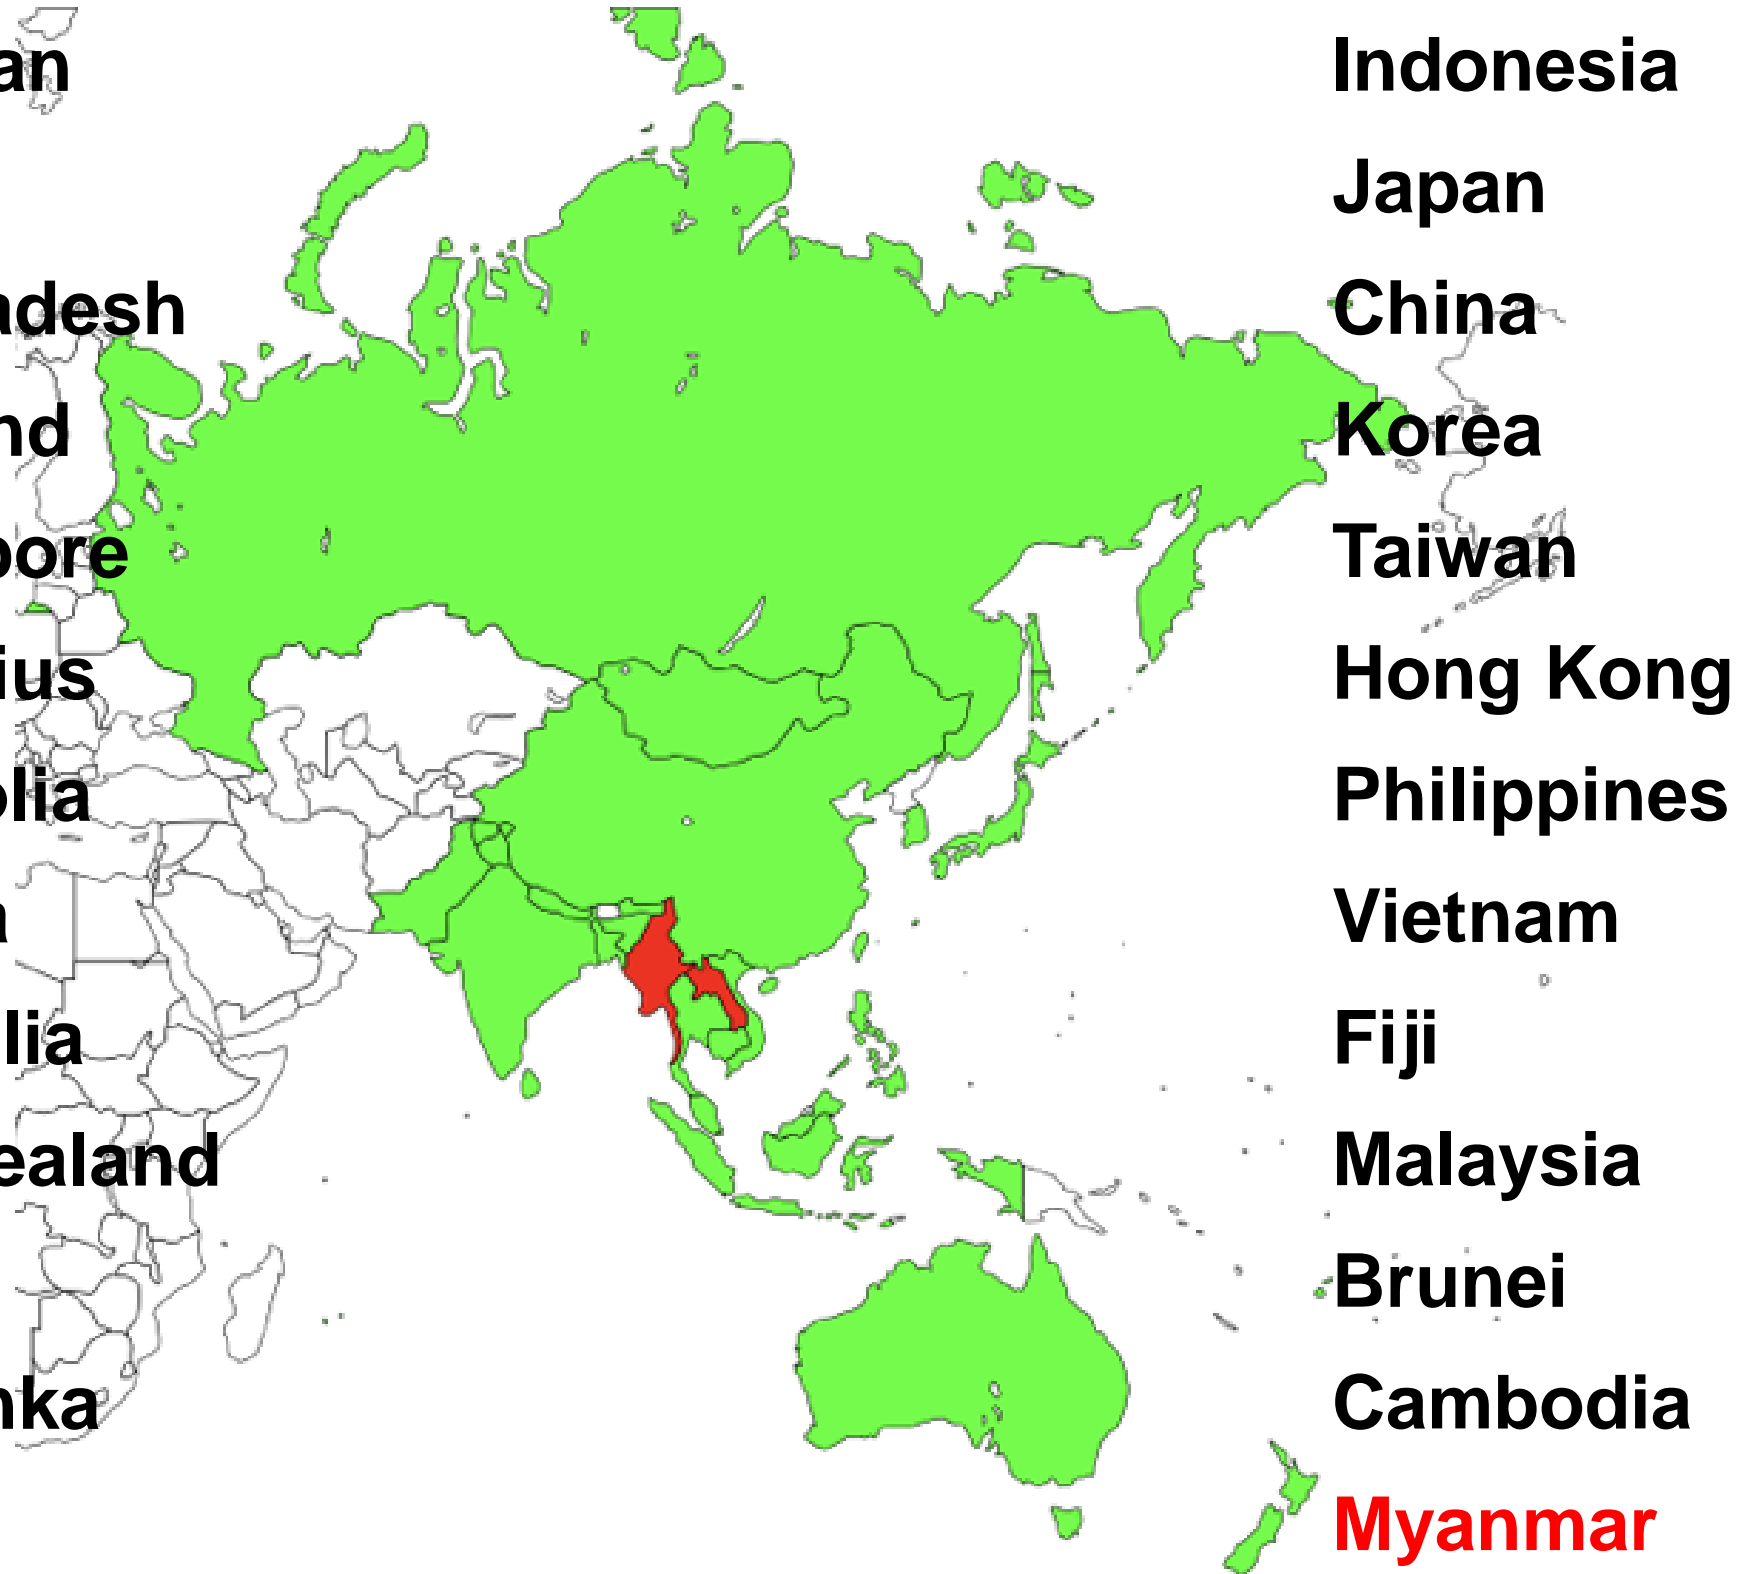 an
adesh
nd
pore
ius
olia
a
lia
ealand
nka
Indonesia
Japan
China
Korea
Taiwan
Hong Kong
Philippines
Vietnam
Fiji
Malaysia
Brunei
Cambodia
Myanmar